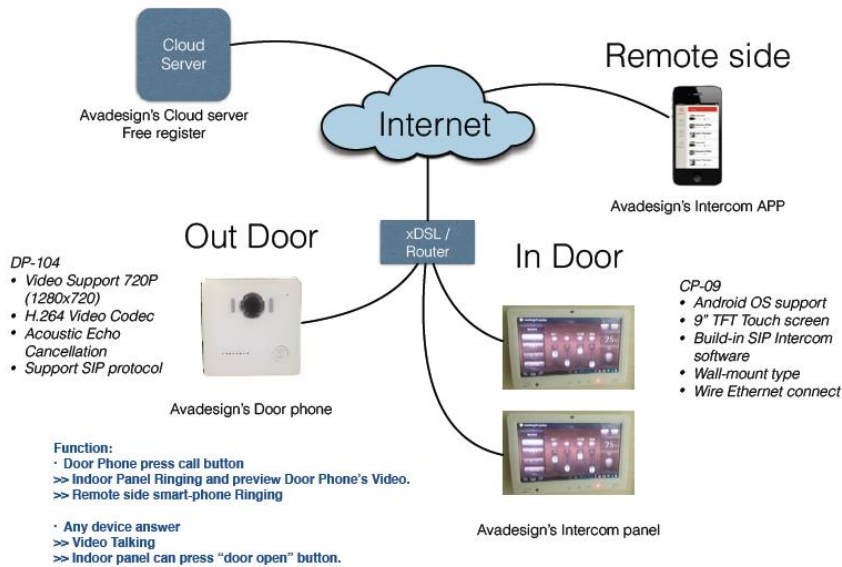 Cloud
Server
Avadesign's Cloud server
Free register
Internet
Remote side
Avadesign's Intercom APP
xDSL /
Router
Out Door
DP-104
• Video Support 720P
(1280x720)
• H.264 Video Codec
• Acoustic Echo
Cancellation
• Support SIP protocol
Avadesign's Door phone
In Door
CP-09
• Android OS support
• 9" TFT Touch screen
• Build-in SIP Intercom
software
• Wall-mount type
• Wire Ethernet connect
Avadesign's Intercom panel
Function:
· Door Phone press call button
>> Indoor Panel Ringing and preview Door Phone's Video.
>> Remote side smart-phone Ringing
· Any device answer
>> Video Talking
>> Indoor panel can press "door open" button.